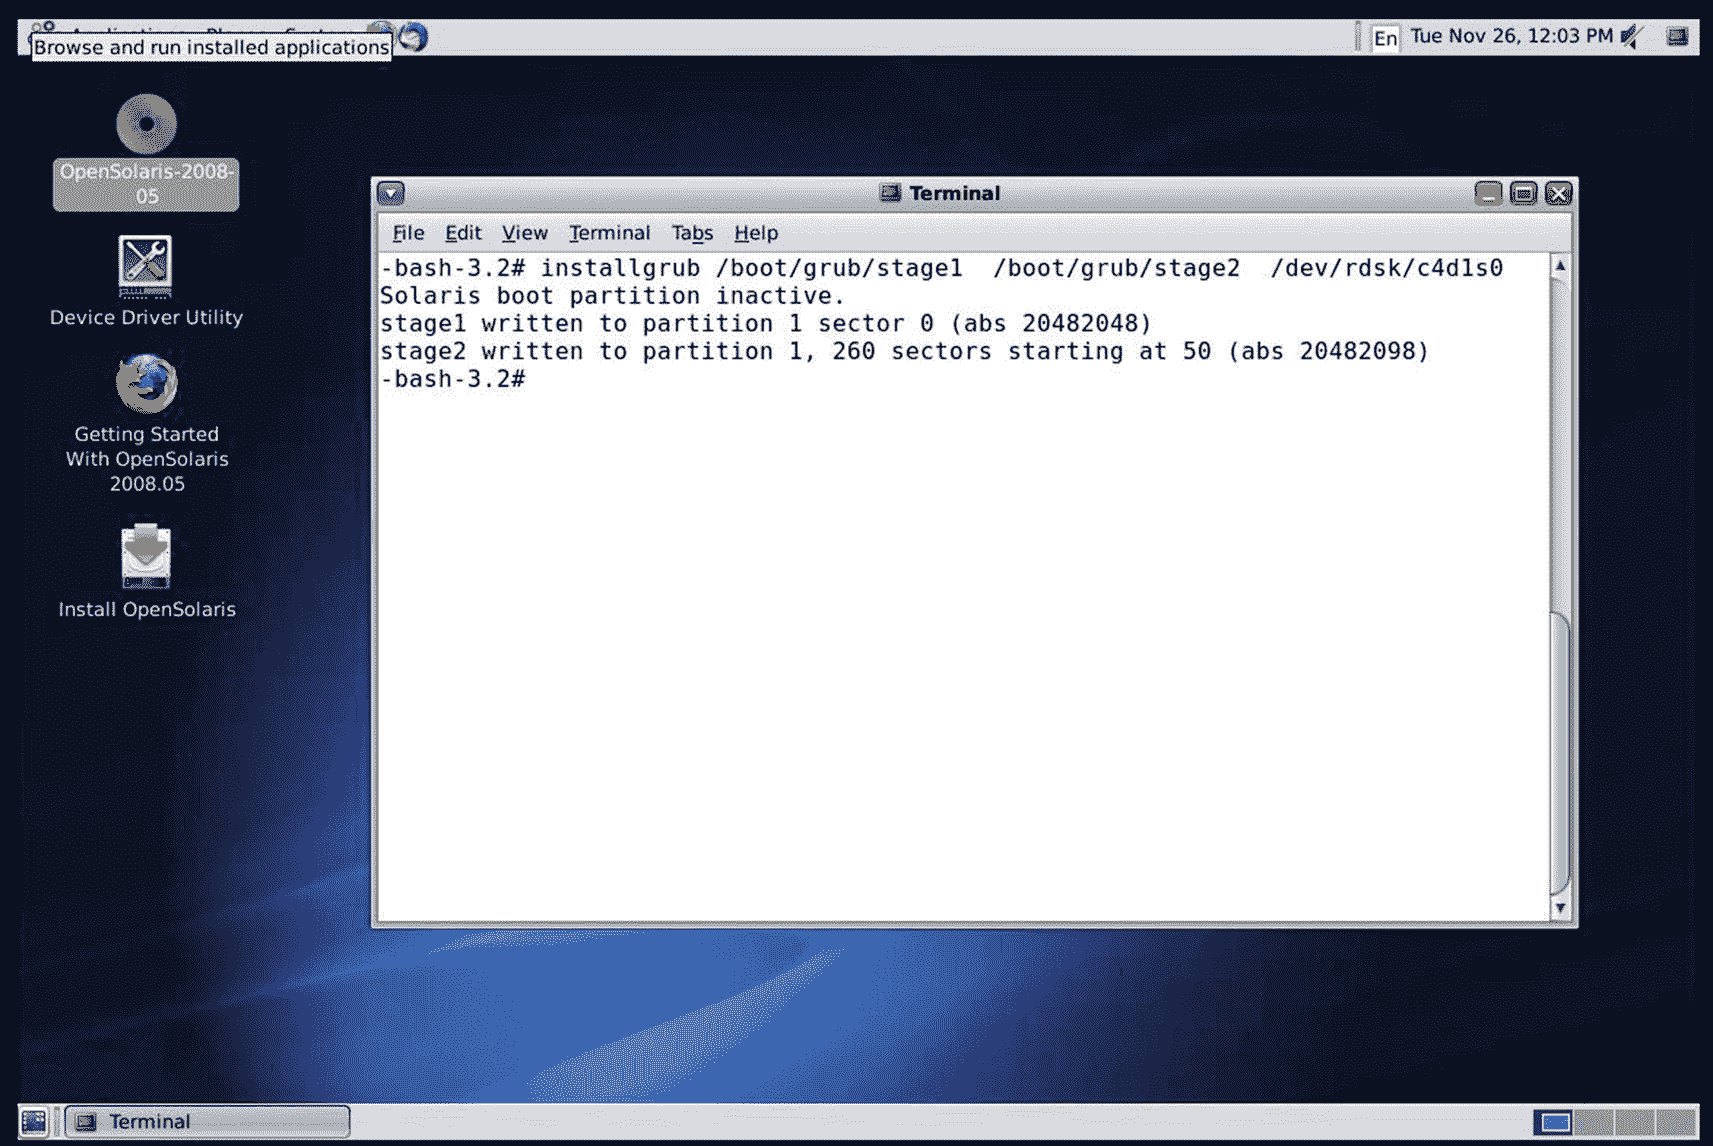 Browse and run installed applications
En Tue Nov 26, 12:03 PM
OpenSolaris-2008-
05
Device Driver Utility
Getting Started
With OpenSolaris
2008.05
Install OpenSolaris
Terminal
File Edit View Terminal Tabs Help
-bash-3.2# installgrub /boot/grub/stage1  /boot/grub/stage2  /dev/rdsk/c4d1s0
Solaris boot partition inactive.
stage1 written to partition 1 sector 0 (abs 20482048)
stage2 written to partition 1, 260 sectors starting at 50 (abs 20482098)
-bash-3.2#
Terminal